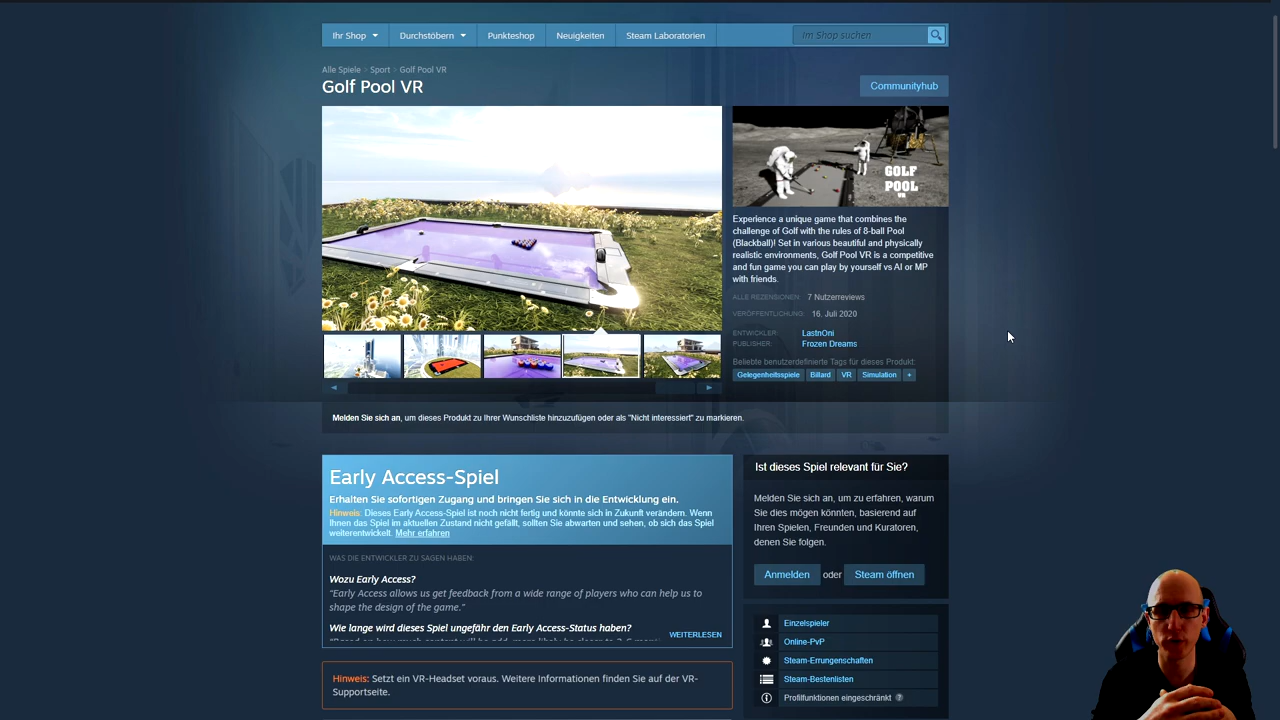 Ihr Shop
Durchstöbern
Punkteshop
Neuigkeiten
Steam Laboratorien
Im Shop suchen
Alle Spiele > Sport > Golf Pool VR
Golf Pool VR
Communityhub
GOLF
POOL
VR
Experience a unique game that combines the
challenge of Golf with the rules of 8-ball Pool
(Blackball)! Set in various beautiful and physically
realistic environments, Golf Pool VR is a competitive
and fun game you can play by yourself vs AI or MP
with friends.
ALLE REZENSIONEN: 7 Nutzerreviews
VERÖFFENTLICHUNG: 16. Juli 2020
ENTWICKLER: LastnOni
PUBLISHER: Frozen Dreams
Beliebte benutzerdefinierte Tags für dieses Produkt:
Gelegenheitsspiele Billard VR Simulation +
Melden Sie sich an, um dieses Produkt zu Ihrer Wunschliste hinzuzufügen oder als "Nicht interessiert" zu markieren.
Early Access-Spiel
Erhalten Sie sofortigen Zugang und bringen Sie sich in die Entwicklung ein.
Hinweis: Dieses Early Access-Spiel ist noch nicht fertig und könnte sich in Zukunft verändern. Wenn
Ihnen das Spiel im aktuellen Zustand nicht gefällt, sollten Sie abwarten und sehen, ob sich das Spiel
weiterentwickelt. Mehr erfahren
WAS DIE ENTWICKLER ZU SAGEN HABEN:
Wozu Early Access?
“Early Access allows us get feedback from a wide range of players who can help us to
shape the design of the game.”
Wie lange wird dieses Spiel ungefähr den Early Access-Status haben?
WEITERLESEN
Hinweis: Setzt ein VR-Headset voraus. Weitere Informationen finden Sie auf der VR-
Supportseite.
Ist dieses Spiel relevant für Sie?
Melden Sie sich an, um zu erfahren, warum
Sie dies mögen könnten, basierend auf
Ihren Spielen, Freunden und Kuratoren,
denen Sie folgen.
Anmelden oder Steam öffnen
Einzelspieler
Online-PvP
Steam-Errungenschaften
Steam-Bestenlisten
Profilfunktionen eingeschränkt ?